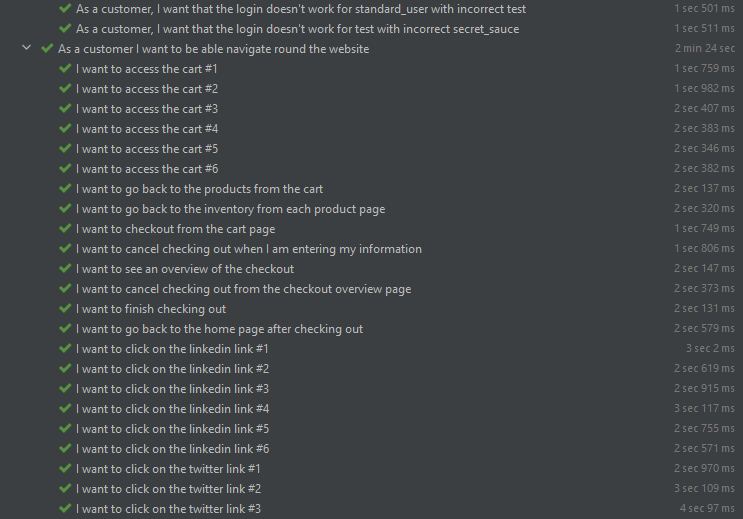 As a customer, I want that the login doesn't work for standard_user with incorrect test 1 sec 501 ms
As a customer, I want that the login doesn't work for test with incorrect secret_sauce 1 sec 511 ms
As a customer I want to be able navigate round the website 2 min 24 sec
I want to access the cart #1 1 sec 759 ms
I want to access the cart #2 1 sec 982 ms
I want to access the cart #3 2 sec 407 ms
I want to access the cart #4 2 sec 383 ms
I want to access the cart #5 2 sec 346 ms
I want to access the cart #6 2 sec 382 ms
I want to go back to the products from the cart 2 sec 137 ms
I want to go back to the inventory from each product page 2 sec 320 ms
I want to checkout from the cart page 1 sec 749 ms
I want to cancel checking out when I am entering my information 1 sec 806 ms
I want to see an overview of the checkout 2 sec 147 ms
I want to cancel checking out from the checkout overview page 2 sec 373 ms
I want to finish checking out 2 sec 131 ms
I want to go back to the home page after checking out 2 sec 579 ms
I want to click on the linkedin link #1 3 sec 2 ms
I want to click on the linkedin link #2 2 sec 619 ms
I want to click on the linkedin link #3 2 sec 915 ms
I want to click on the linkedin link #4 3 sec 117 ms
I want to click on the linkedin link #5 2 sec 755 ms
I want to click on the linkedin link #6 2 sec 571 ms
I want to click on the twitter link #1 2 sec 970 ms
I want to click on the twitter link #2 3 sec 109 ms
I want to click on the twitter link #3 4 sec 97 ms